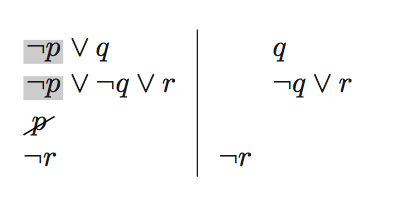 ¬p ∨ q q
¬p ∨ ¬q ∨ r ¬q ∨ r
p
¬r ¬r